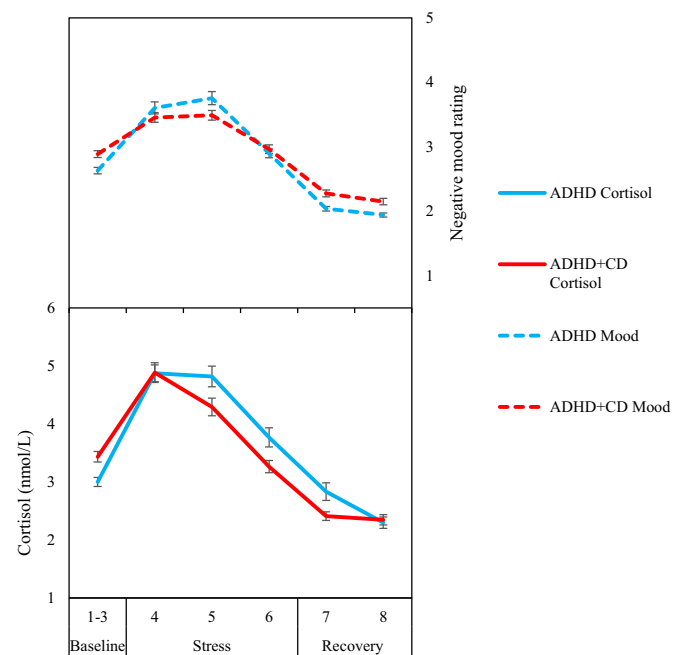 5
4
3
2
1
Negative mood rating
ADHD Cortisol
ADHD+CD
Cortisol
ADHD Mood
ADHD+CD Mood
6
5
4
3
2
1
Cortisol (nmol/L)
1-3 4 5 6 7 8
Baseline Stress Recovery